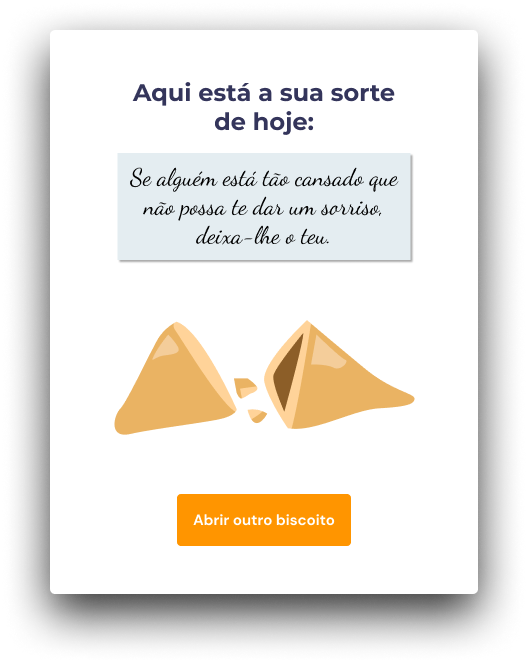 Aqui está a sua sorte
de hoje:
Se alguém está tão cansado que
não possa te dar um sorriso,
deixa-lhe o teu.
Abrir outro biscoito